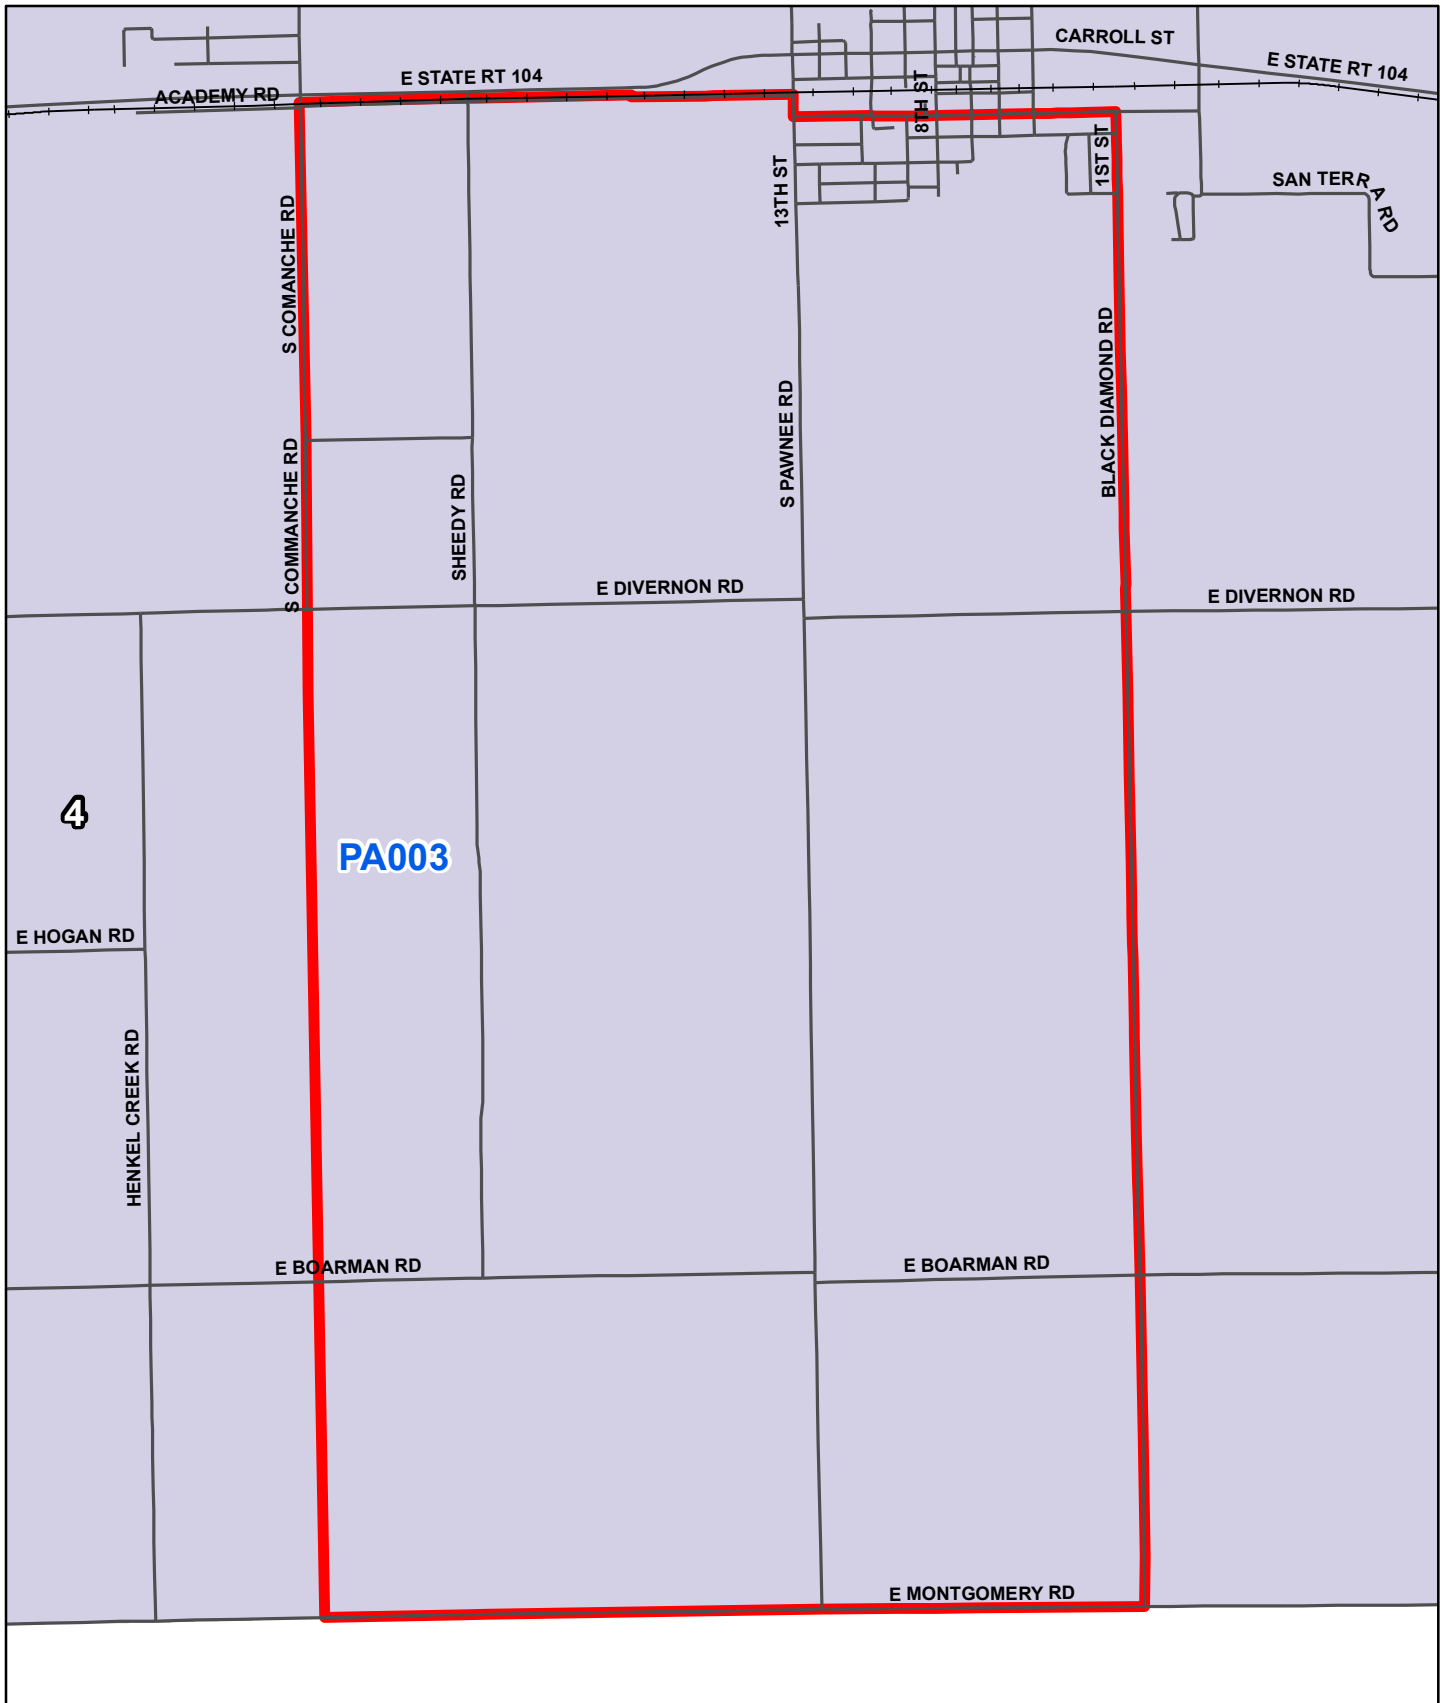 CARROLL ST
E STATE RT 104
E STATE RT 104
ACADEMY RD
8TH ST
1ST ST
13TH ST
SAN TERRA RD
S COMANCHE RD
BLACK DIAMOND RD
S PAWNEE RD
S COMMANCHE RD
SHEEDY RD
E DIVERNON RD
E DIVERNON RD
4
PA003
E HOGAN RD
HENKEL CREEK RD
E BOARMAN RD
E BOARMAN RD
E MONTGOMERY RD